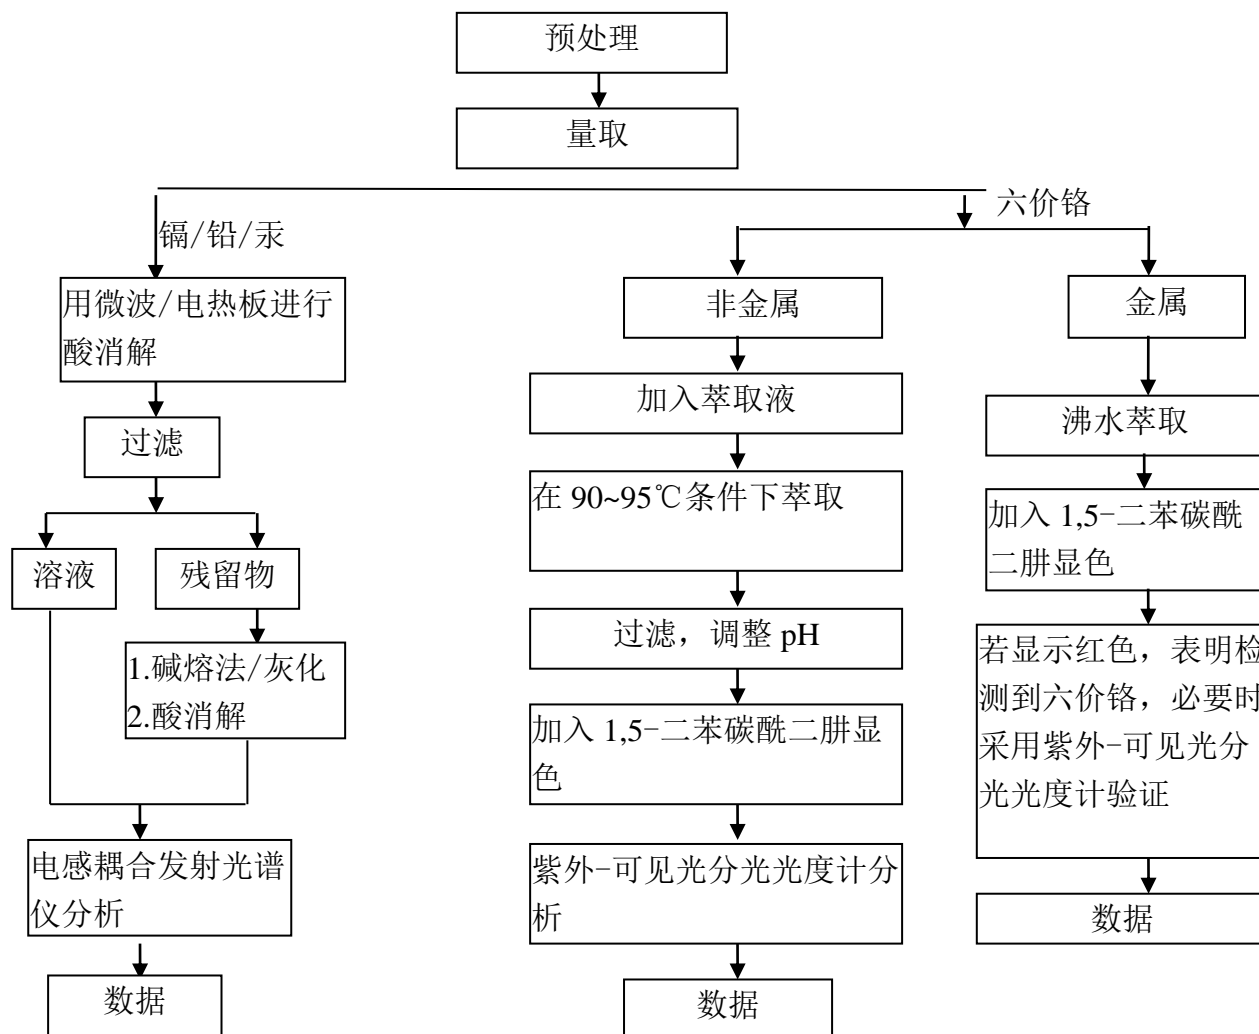 预处理
量取
镉/铅/汞
六价铬
用微波/电热板进行
酸消解
过滤
溶液
残留物
1.碱熔法/灰化
2.酸消解
电感耦合发射光谱
仪分析
数据
非金属
加入萃取液
在 90~95℃条件下萃取
过滤，调整 pH
加入 1,5-二苯碳酰二肼显
色
紫外-可见光分光光度计分
析
数据
金属
沸水萃取
加入 1,5-二苯碳酰
二肼显色
若显示红色，表明检
测到六价铬，必要时
采用紫外-可见光分
光光度计验证
数据